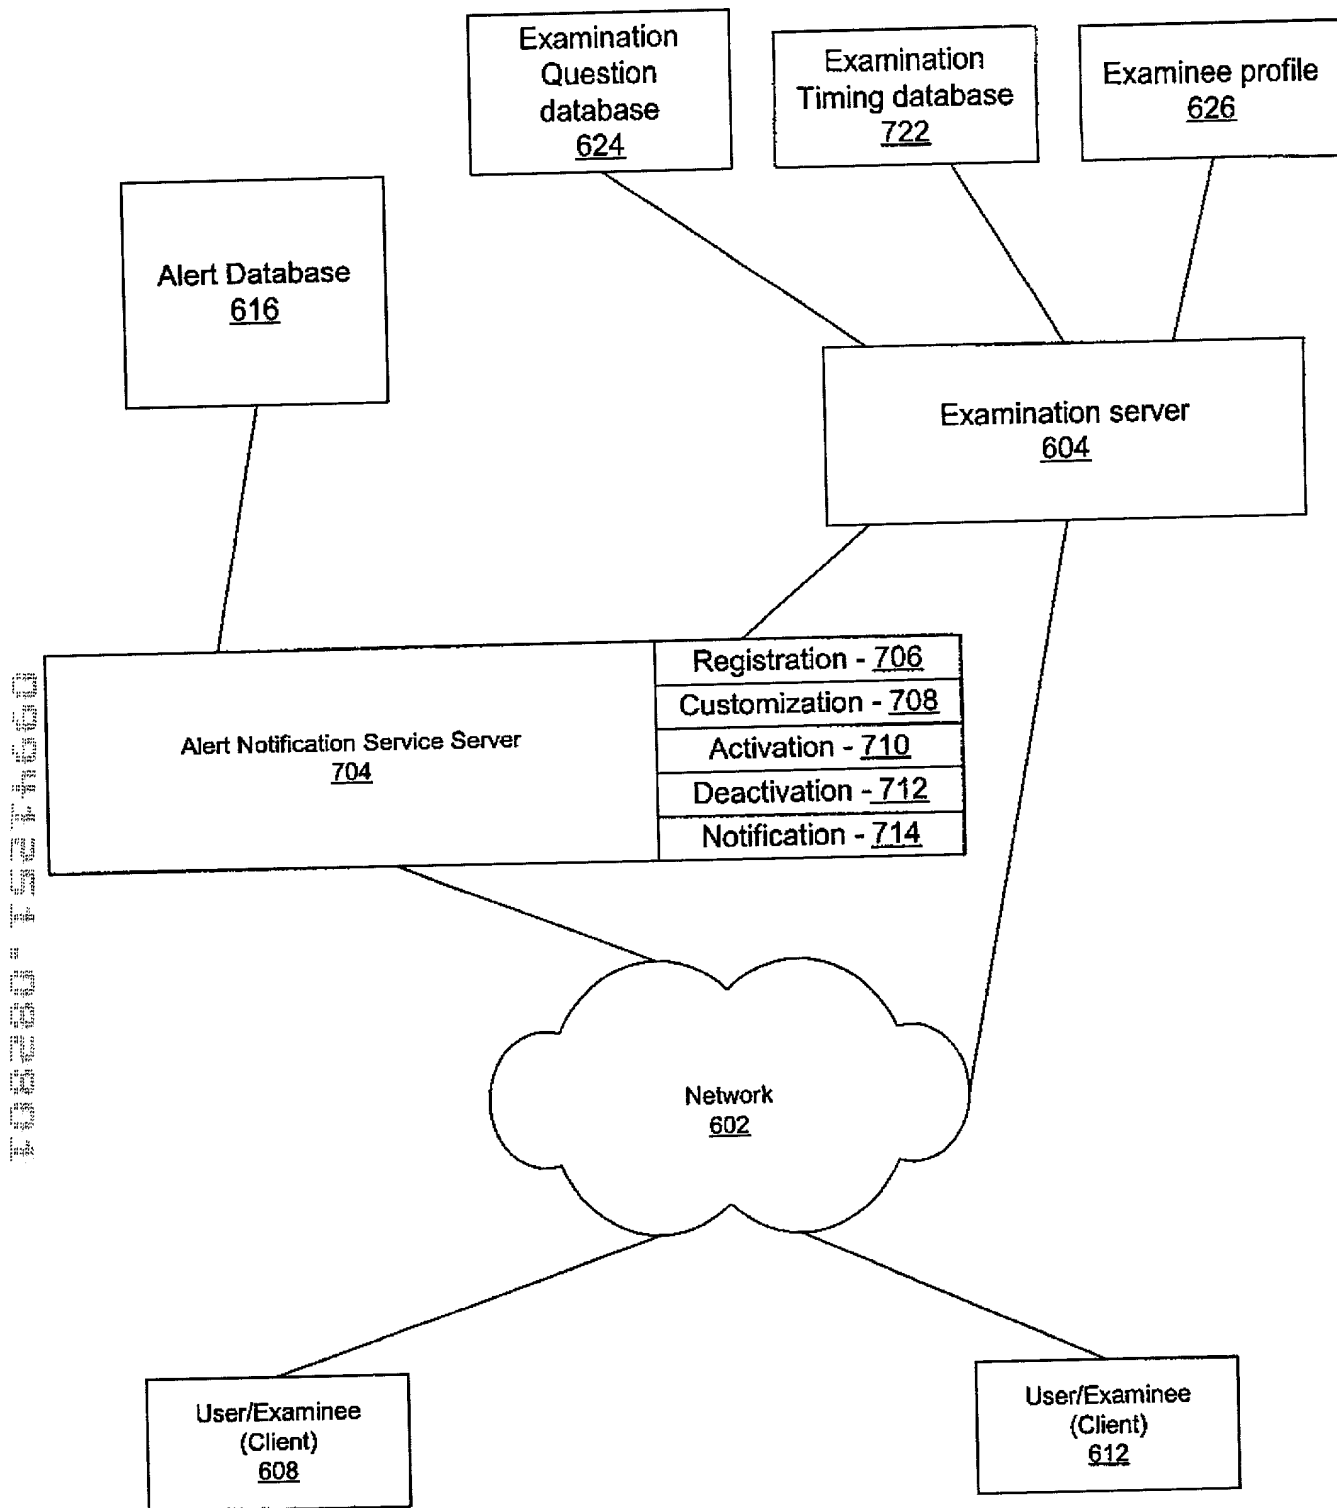 Examination
Question
database
624
Examination
Timing database
722
Examinee profile
626
Alert Database
616
Examination server
604
Alert Notification Service Server
704
Registration - 706
Customization - 708
Activation - 710
Deactivation - 712
Notification - 714
Network
602
User/Examinee
(Client)
608
User/Examinee
(Client)
612